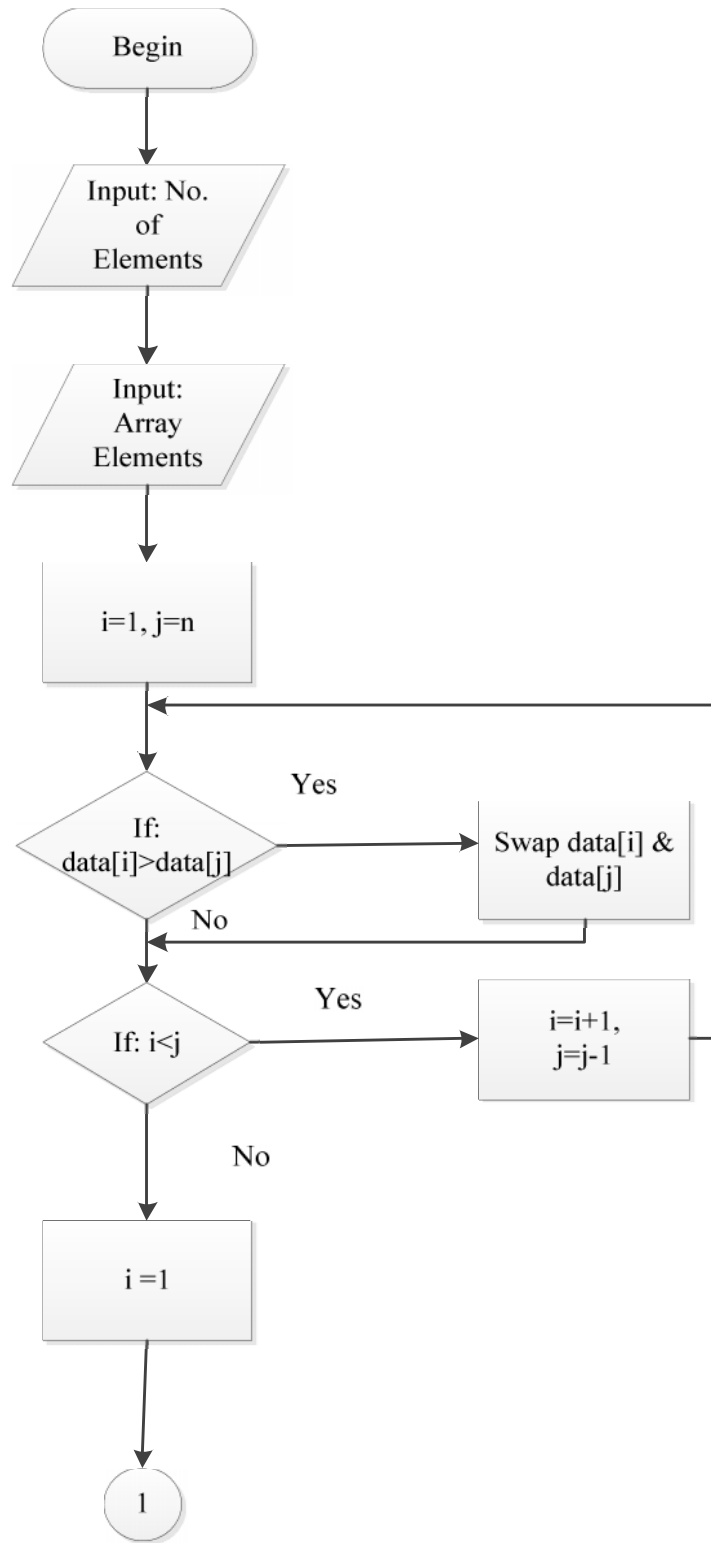 Begin
Input: No.
of
Elements
Input:
Array
Elements
i=1, j=n
Yes
If:
data[i]>data[j]
Swap data[i] &
data[j]
No
Yes
If: i<j
i=i+1,
j=j-1
No
i =1
1